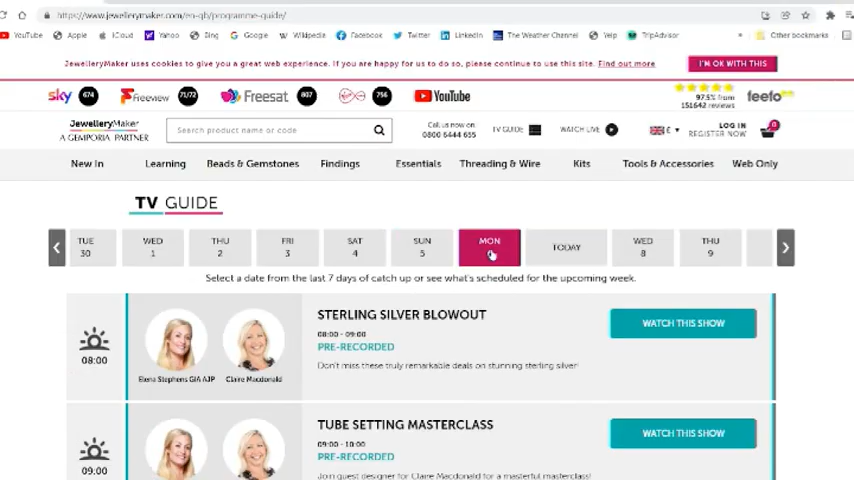 https://www.jewellerymaker.com/en-gb/programme-guide/
YouTube Apple iCloud Yahoo Bing Google Wikipedia Facebook Twitter LinkedIn The Weather Channel Yelp TripAdvisor » Other bookmarks
JewelleryMaker uses cookies to give you a great web experience. If you are happy for us to do so, please continue to use this site. Find out more
I'M OK WITH THIS
sky 674 Freeview 71/72 Freesat 807 756 YouTube
97.5% from
151642 reviews
feefo
JewelleryMaker
A GEMPORIA PARTNER
Search product name or code
Call us now on
0800 6444 655
TV GUIDE
WATCH LIVE
£
LOG IN
REGISTER NOW
0
New In Learning Beads & Gemstones Findings Essentials Threading & Wire Kits Tools & Accessories Web Only
TV GUIDE
TUE WED THU FRI SAT SUN MON TODAY WED THU
30 1 2 3 4 5 8 9
Select a date from the last 7 days of catch up or see what's scheduled for the upcoming week.
08:00
Elena Stephens GIA AJP
Claire Macdonald
STERLING SILVER BLOWOUT
08:00 - 09:00
PRE-RECORDED
Don't miss these truly remarkable deals on stunning sterling silver!
WATCH THIS SHOW
09:00
TUBE SETTING MASTERCLASS
09:00 - 10:00
PRE-RECORDED
Join guest designer for Claire Macdonald for a masterful masterclass!
WATCH THIS SHOW